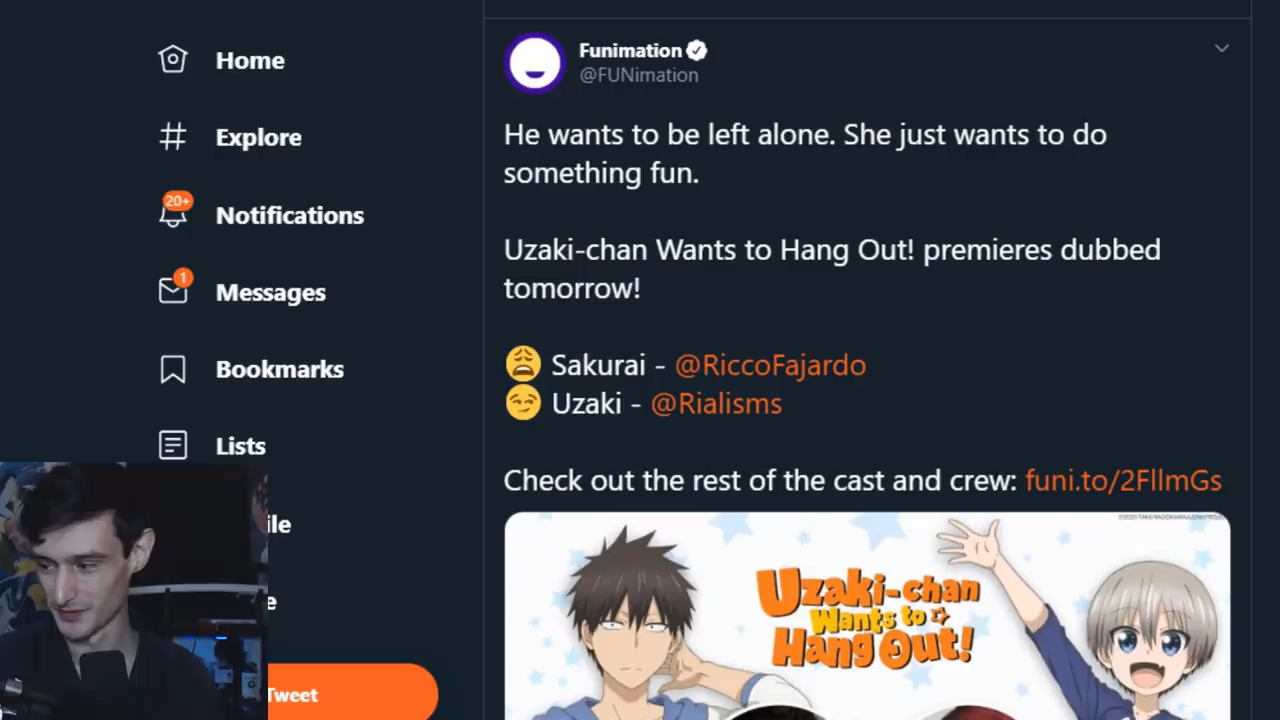 Home
Explore
20+
Notifications
1
Messages
Bookmarks
Lists
ile
e
Tweet
Funimation
@FUNimation
He wants to be left alone. She just wants to do
something fun.
Uzaki-chan Wants to Hang Out! premieres dubbed
tomorrow!
Sakurai - @RiccoFajardo
Uzaki - @Rialisms
Check out the rest of the cast and crew: funi.to/2FllmGs
Uzaki-chan
Wants to
Hang Out!